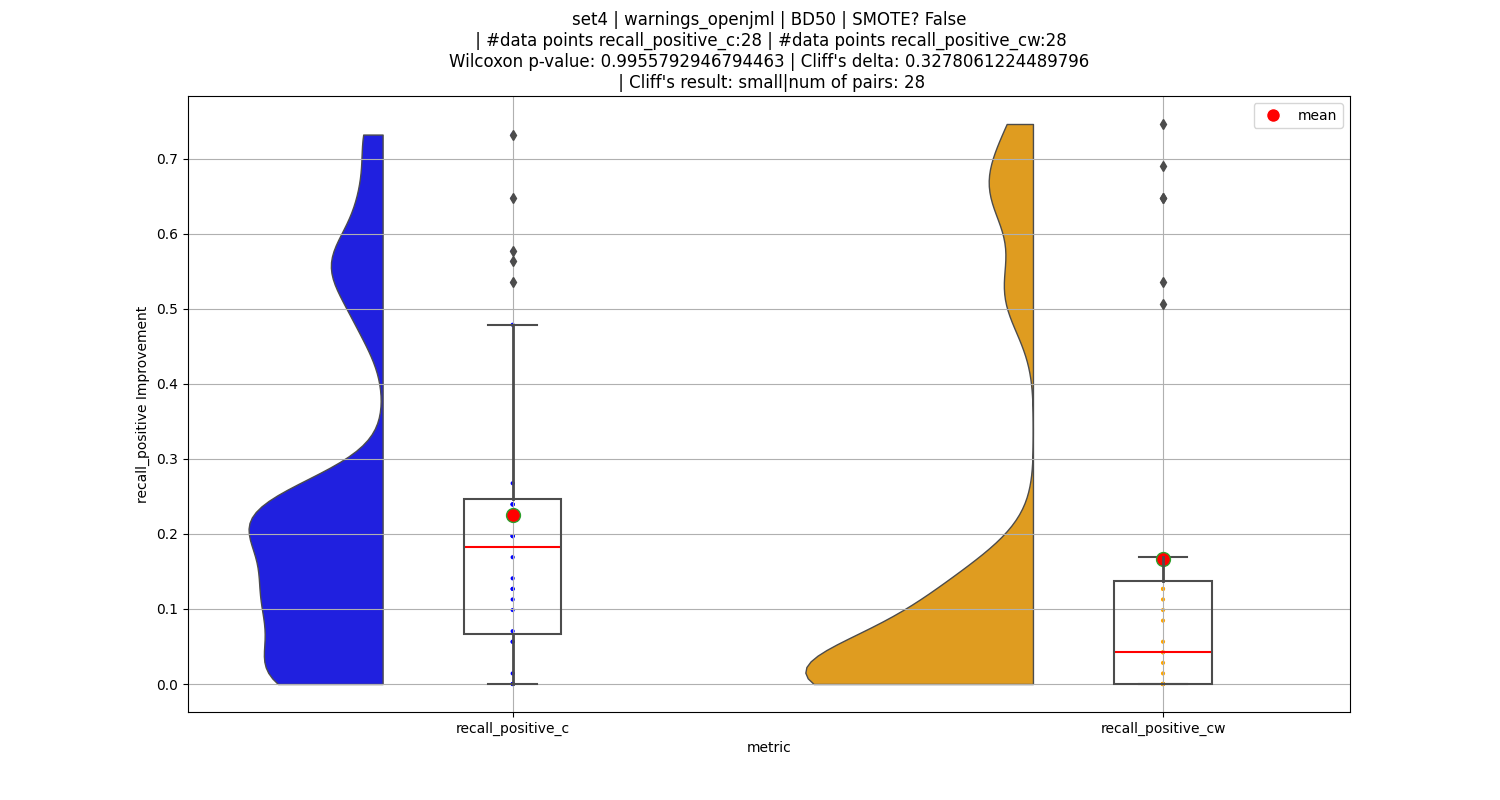 set4 | warnings_openjml | BD50 | SMOTE? False
| #data points recall_positive_c:28 | #data points recall_positive_cw:28
Wilcoxon p-value: 0.9955792946794463 | Cliff's delta: 0.3278061224489796
| Cliff's result: small|num of pairs: 28
mean
recall_positive Improvement
0.7
0.6
0.5
0.4
0.3
0.2
0.1
0.0
recall_positive_c
recall_positive_cw
metric